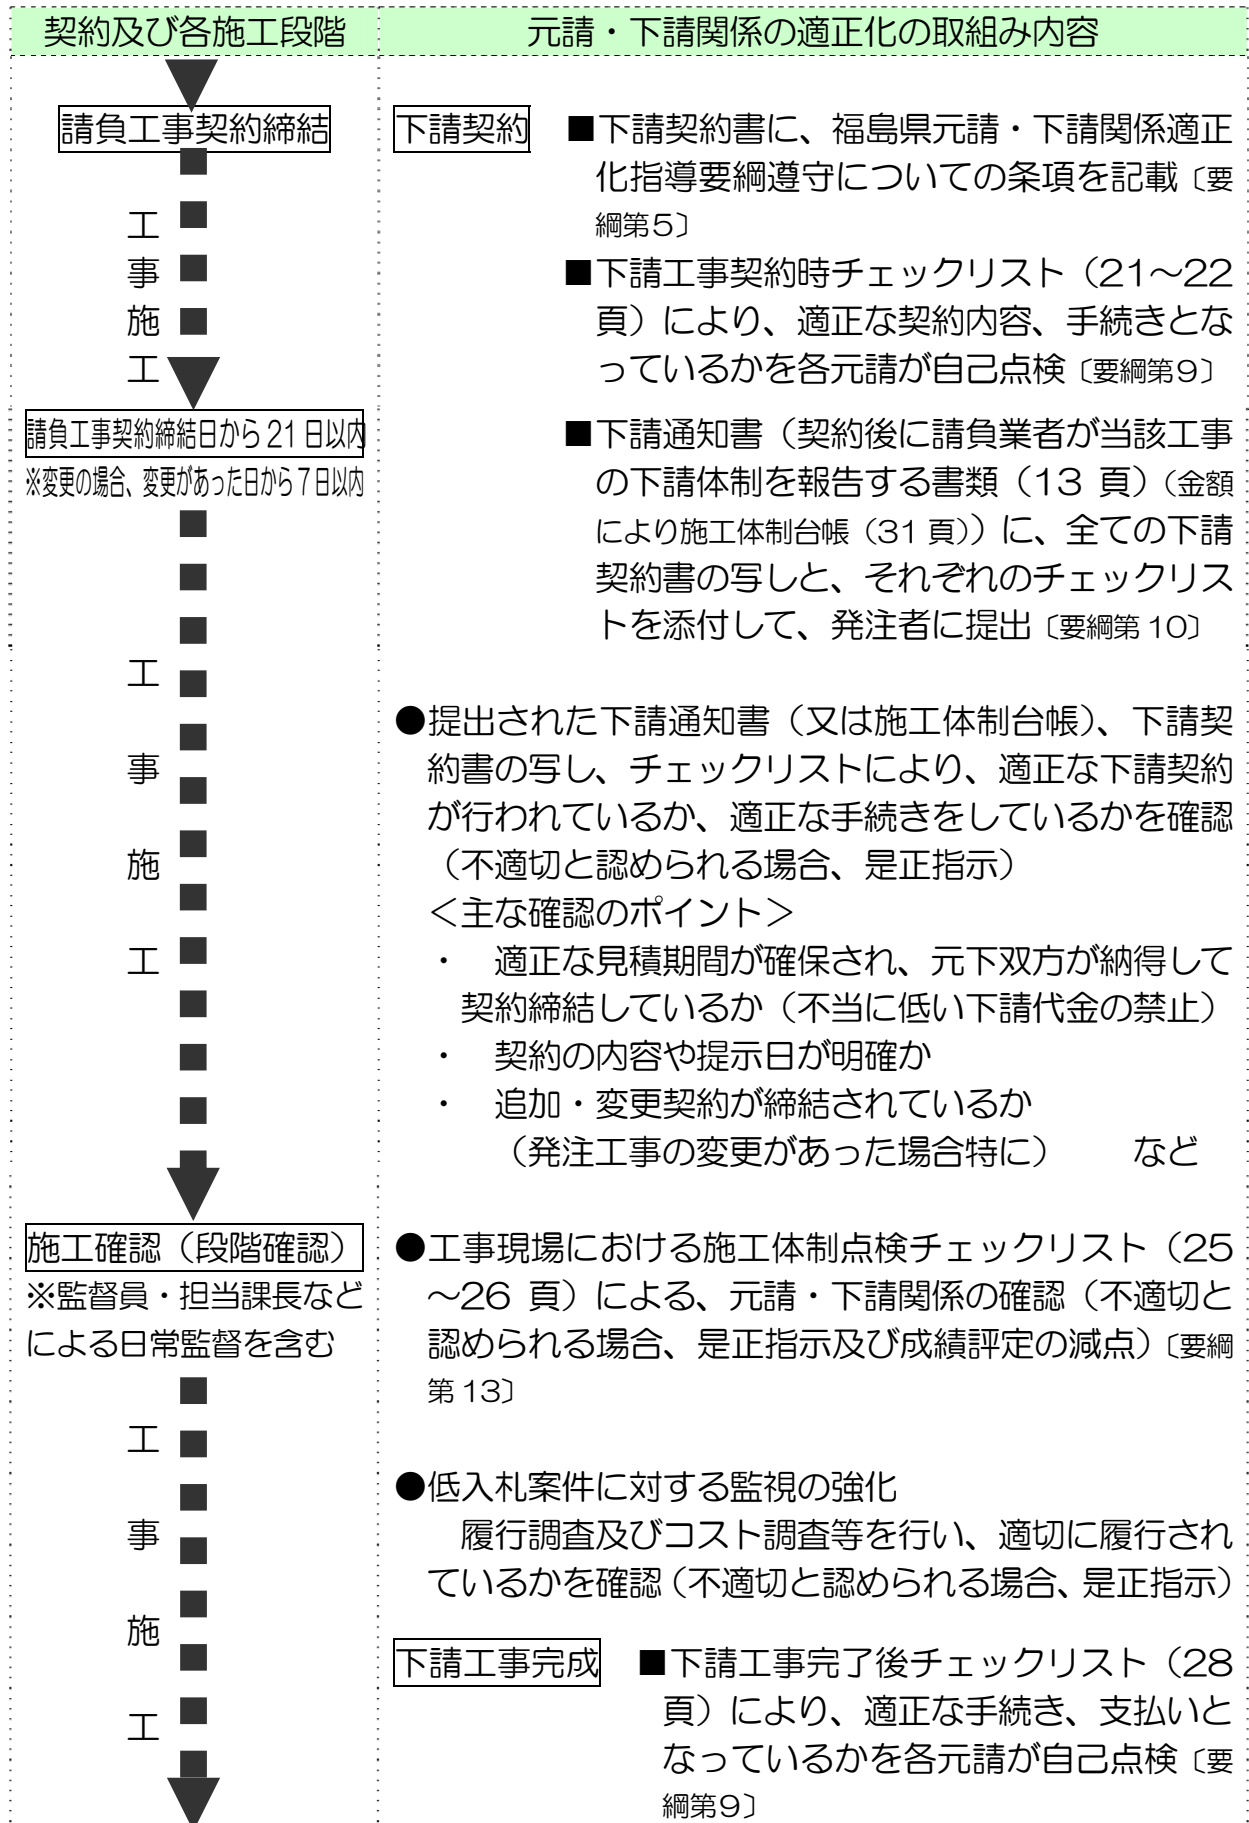 契約及び各施工段階
元請・下請関係の適正化の取組み内容
請負工事契約締結
工
事
施
工
請負工事契約締結日から21日以内
※変更の場合、変更があった日から7日以内
工
事
施
工
施工確認（段階確認）
※監督員・担当課長など
による日常監督を含む
工
事
施
工
下請契約 ■下請契約書に、福島県元請・下請関係適正
化指導要綱遵守についての条項を記載〔要
綱第5〕
■下請工事契約時チェックリスト（21～22
頁）により、適正な契約内容、手続きとな
っているかを各元請が自己点検〔要綱第9〕
■下請通知書（契約後に請負業者が当該工事
の下請体制を報告する書類（13 頁）（金額
により施工体制台帳（31頁））に、全ての下請
契約書の写しと、それぞれのチェックリス
トを添付して、発注者に提出〔要綱第10〕
●提出された下請通知書（又は施工体制台帳）、下請契
約書の写し、チェックリストにより、適正な下請契約
が行われているか、適正な手続きをしているかを確認
（不適切と認められる場合、是正指示）
＜主な確認のポイント＞
・ 適正な見積期間が確保され、元下双方が納得して
契約締結しているか（不当に低い下請代金の禁止）
・ 契約の内容や提示日が明確か
・ 追加・変更契約が締結されているか
（発注工事の変更があった場合特に） など
●工事現場における施工体制点検チェックリスト（25
～26 頁）による、元請・下請関係の確認（不適切と
認められる場合、是正指示及び成績評定の減点）〔要綱
第13〕
●低入札案件に対する監視の強化
履行調査及びコスト調査等を行い、適切に履行され
ているかを確認（不適切と認められる場合、是正指示）
下請工事完成 ■下請工事完了後チェックリスト（28
頁）により、適正な手続き、支払いと
なっているかを各元請が自己点検〔要
綱第9〕